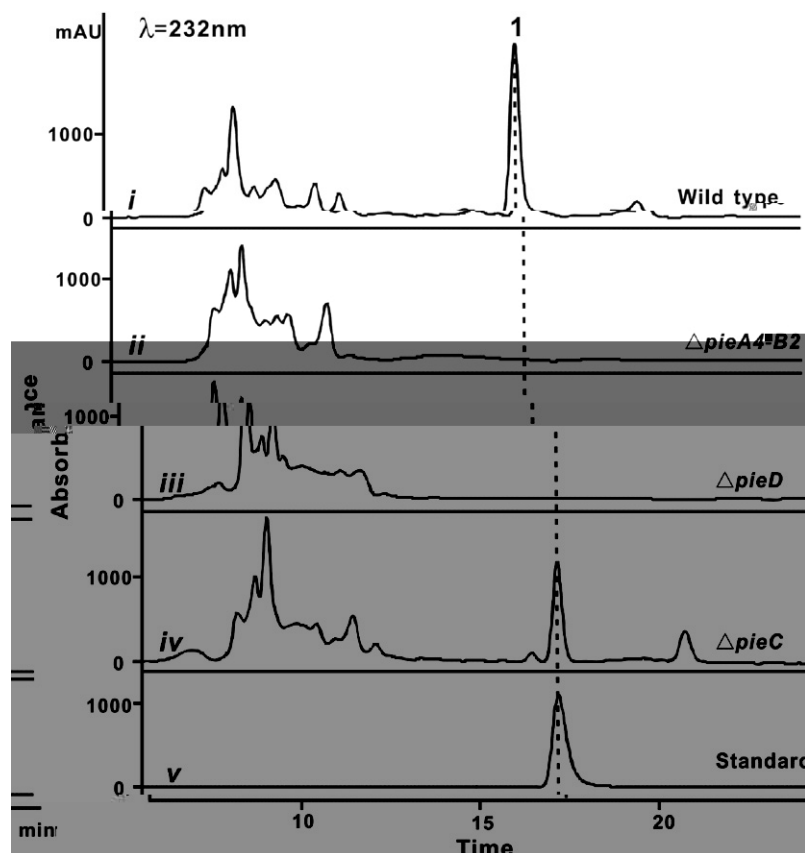 mAU λ=232nm 1
1000
i Wild type
0
1000
ii △pieA4-B2
0
1000
Absorb
iii △pieD
0
1000
iv △pieC
0
1000
v Standard
0
min 10 15 20
Time